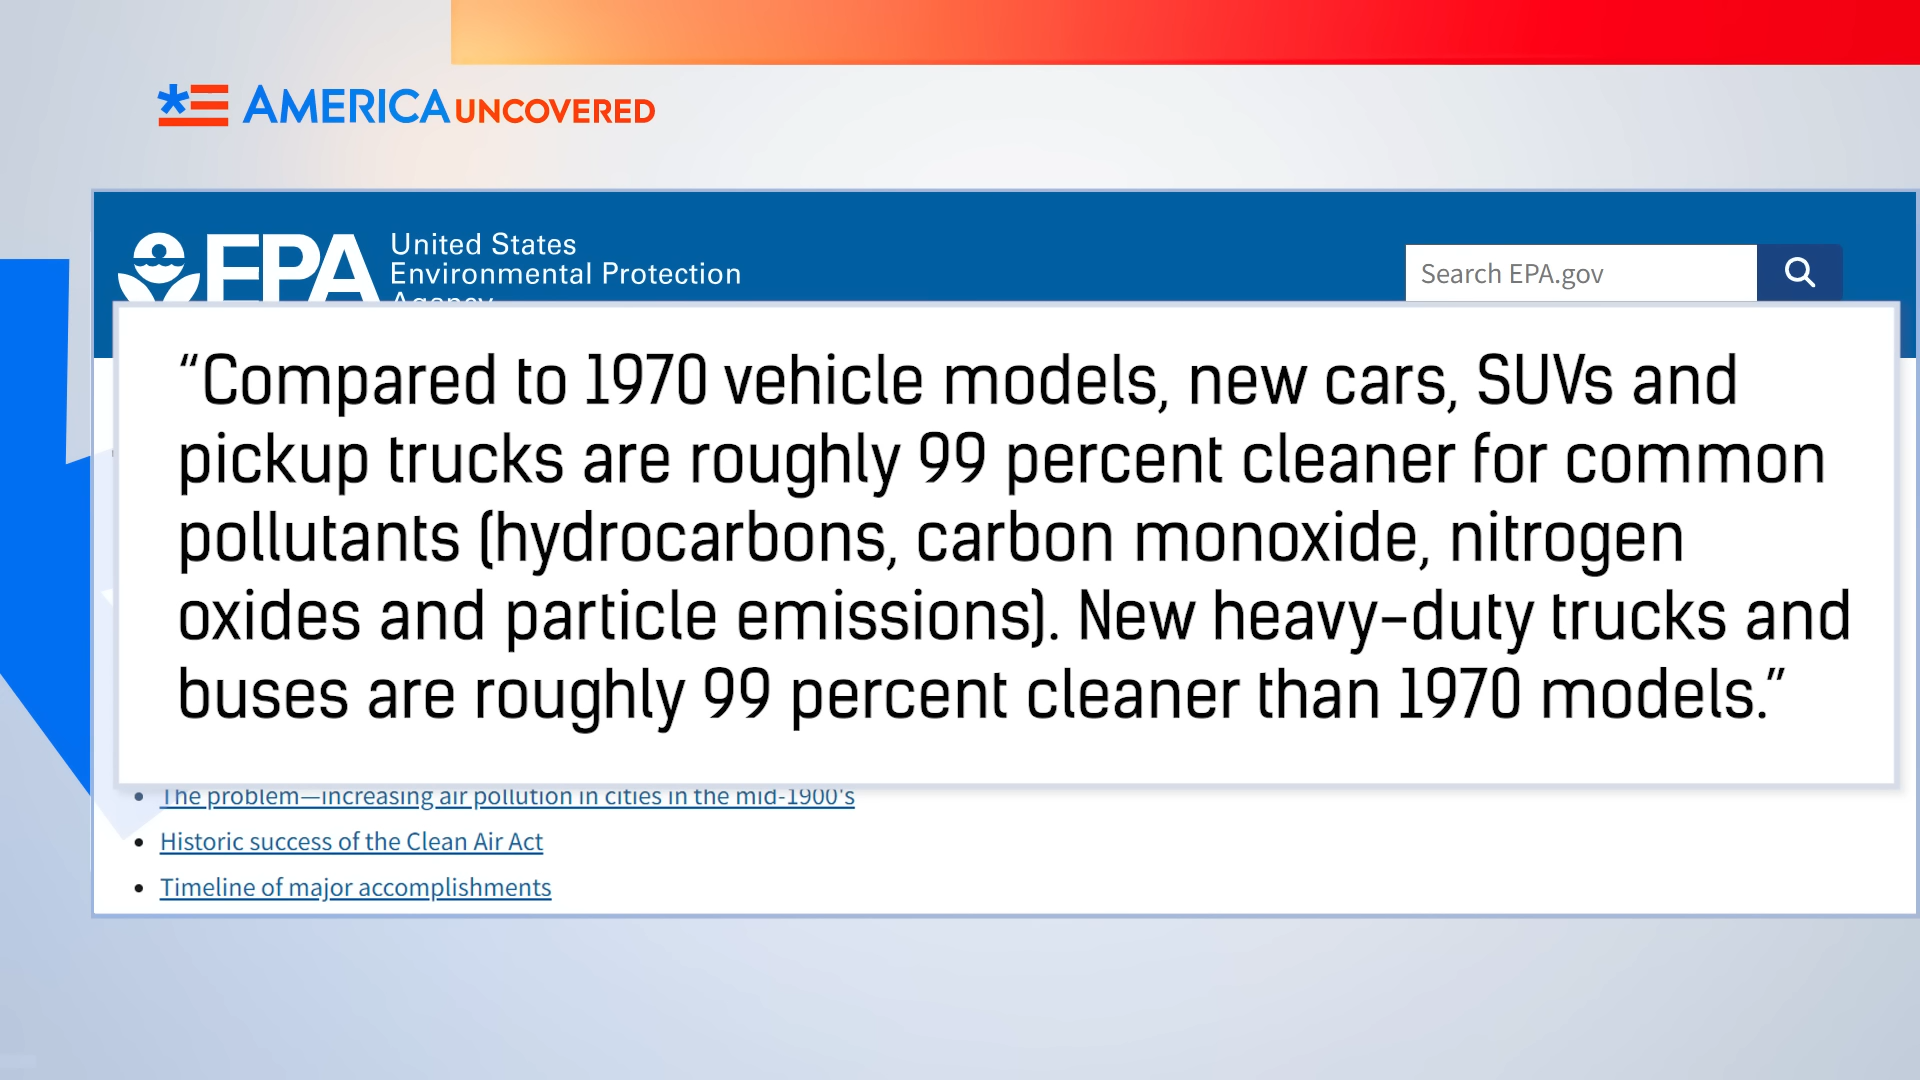 AMERICA UNCOVERED
EPA
United States
Environmental Protection
Agency
Search EPA.gov
“Compared to 1970 vehicle models, new cars, SUVs and
pickup trucks are roughly 99 percent cleaner for common
pollutants (hydrocarbons, carbon monoxide, nitrogen
oxides and particle emissions). New heavy-duty trucks and
buses are roughly 99 percent cleaner than 1970 models.”
The problem—increasing air pollution in cities in the mid-1900's
Historic success of the Clean Air Act
Timeline of major accomplishments